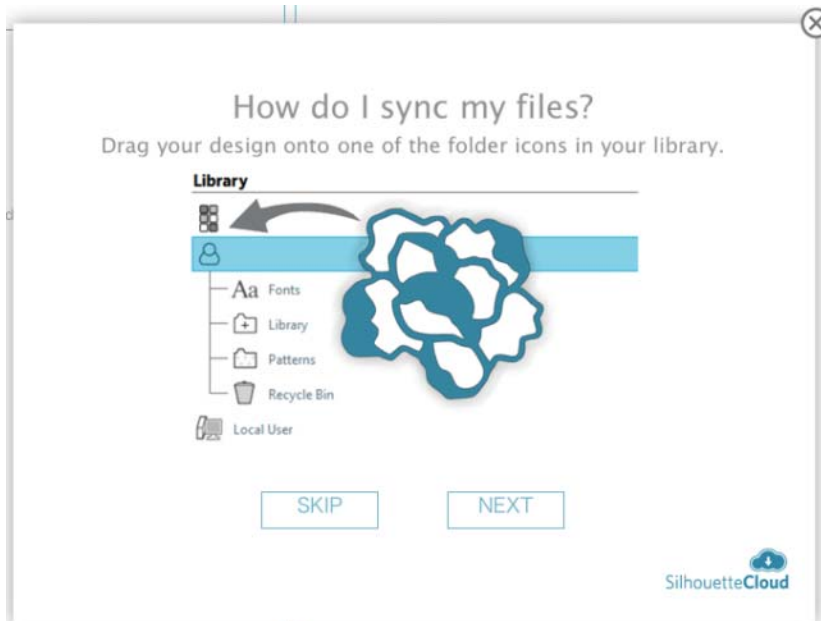 How do I sync my files?
Drag your design onto one of the folder icons in your library.
Library
Aa Fonts
Library
Patterns
Recycle Bin
Local User
SKIP NEXT
SilhouetteCloud